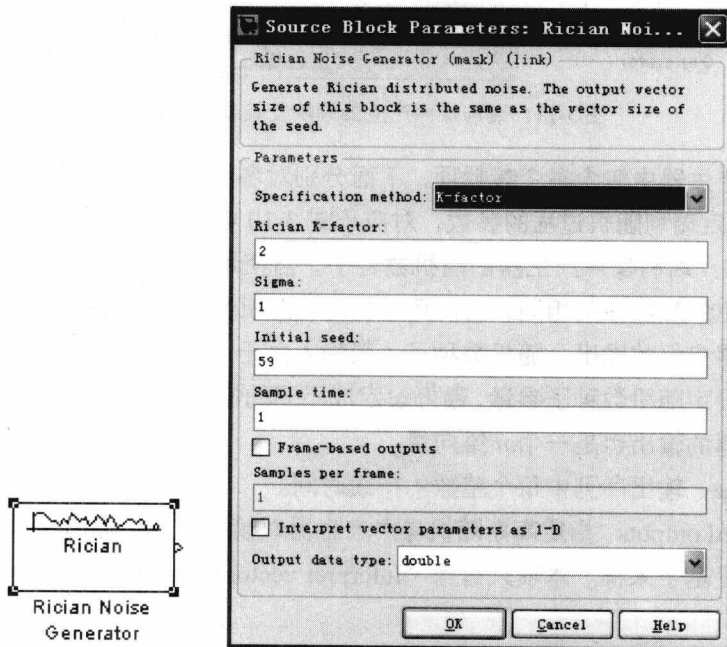 Source Block Parameters: Rician Noi...
Rician Noise Generator (mask) (link)
Generate Rician distributed noise. The output vector
size of this block is the same as the vector size of
the seed.
Parameters
Specification method: K-factor
Rician K-factor:
2
Sigma:
1
Initial seed:
59
Sample time:
1
Frame-based outputs
Samples per frame:
1
Interpret vector parameters as 1-D
Output data type: double
OK Cancel Help
Rician
Rician Noise
Generator